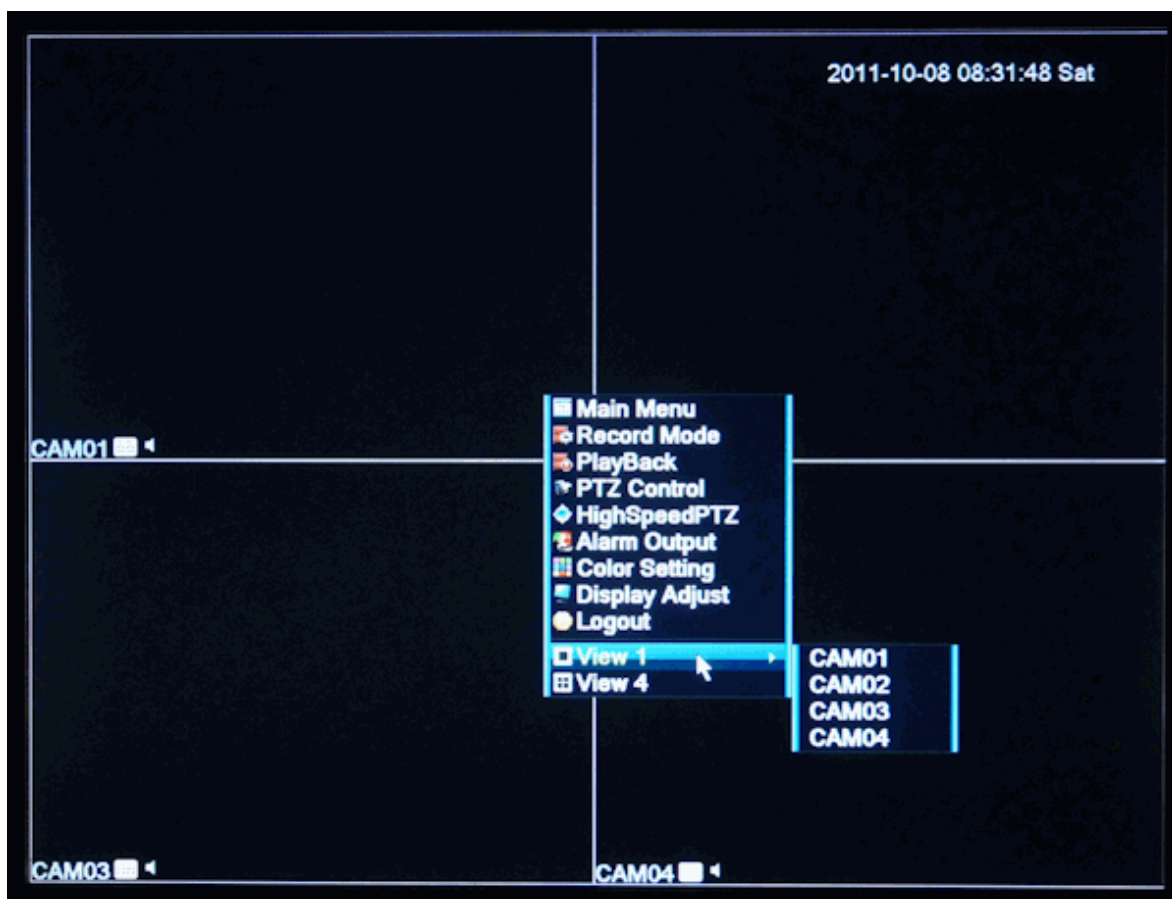 2011-10-08 08:31:48 Sat
CAM01
Main Menu
Record Mode
PlayBack
PTZ Control
HighSpeedPTZ
Alarm Output
Color Setting
Display Adjust
Logout
View 1
View 4
CAM01
CAM02
CAM03
CAM04
CAM03
CAM04